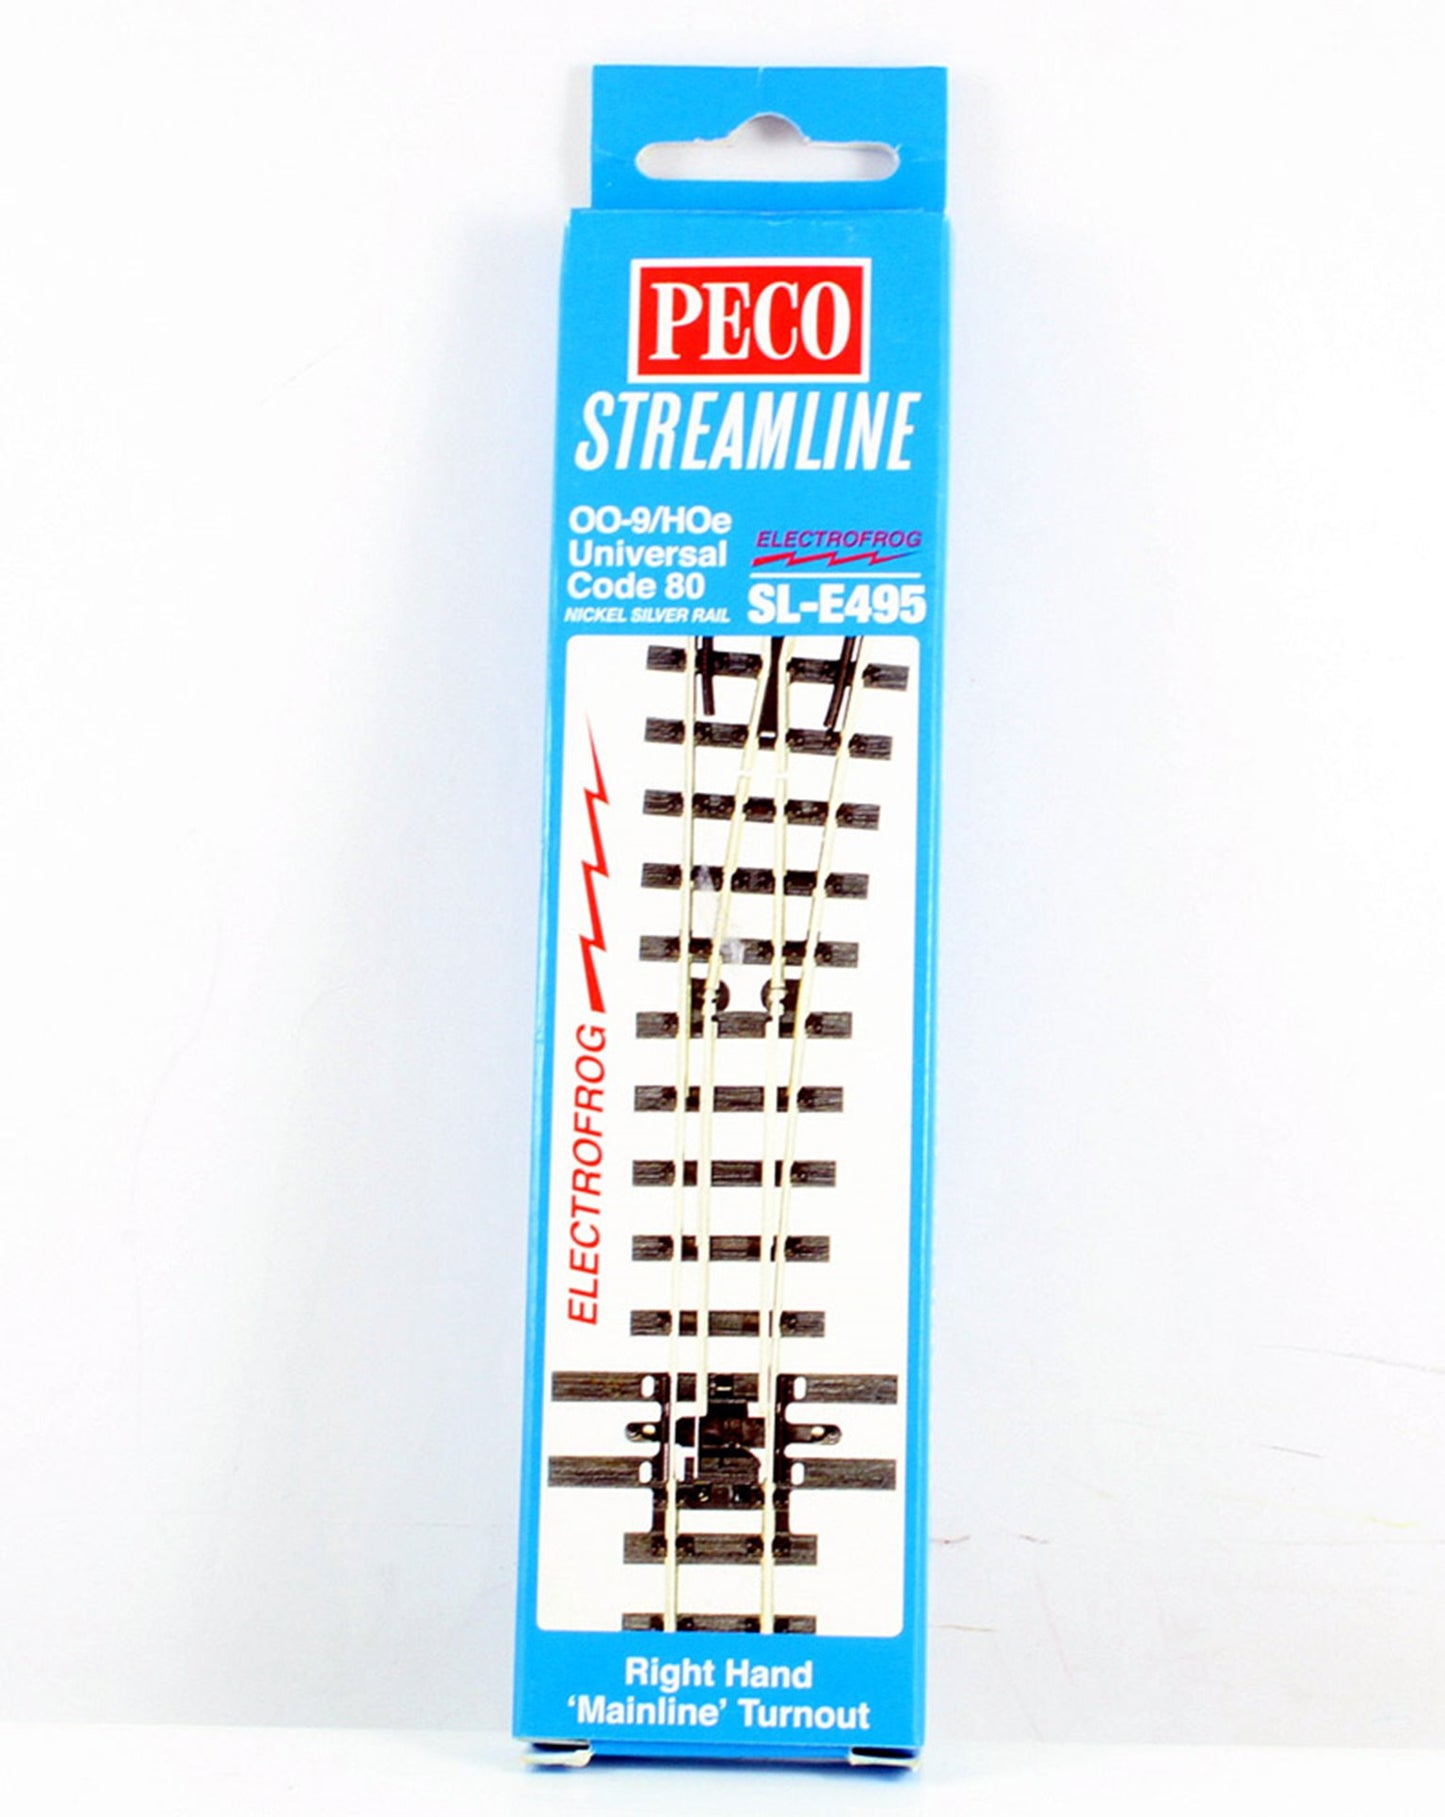 PECO
STREAMLINE
OO-9/HOe
Universal
Code 80
NICKEL SILVER RAIL
ELECTROFROG
SL-E495
ELECTROFROG
Right Hand
‘Mainline’ Turnout